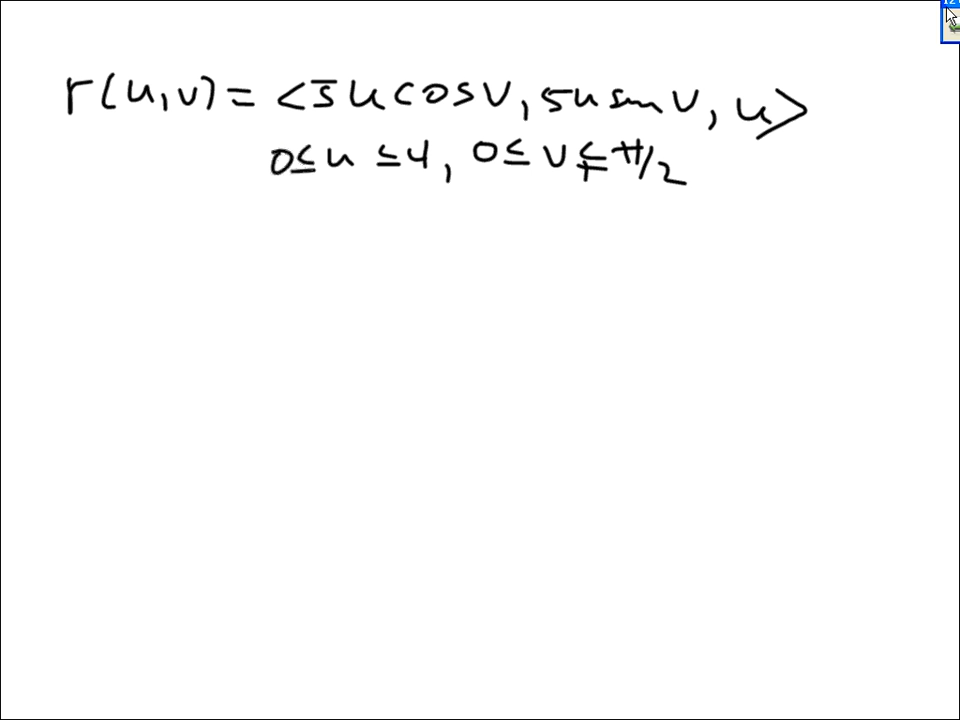 r(u,v) = <5u cos v, 5u sin v, u>
0 ≤ u ≤ 4, 0 ≤ v ≤ π/2